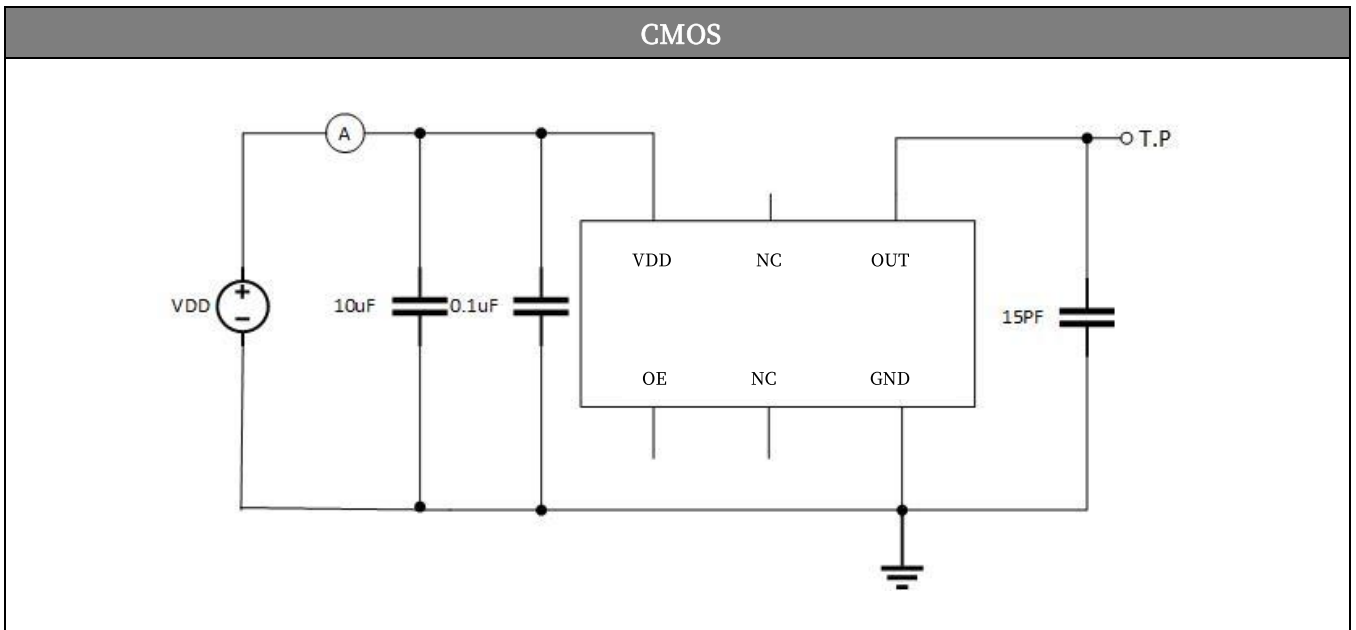 CMOS
A
T.P
VDD NC OUT
VDD
10uF
0.1uF
15PF
OE NC GND